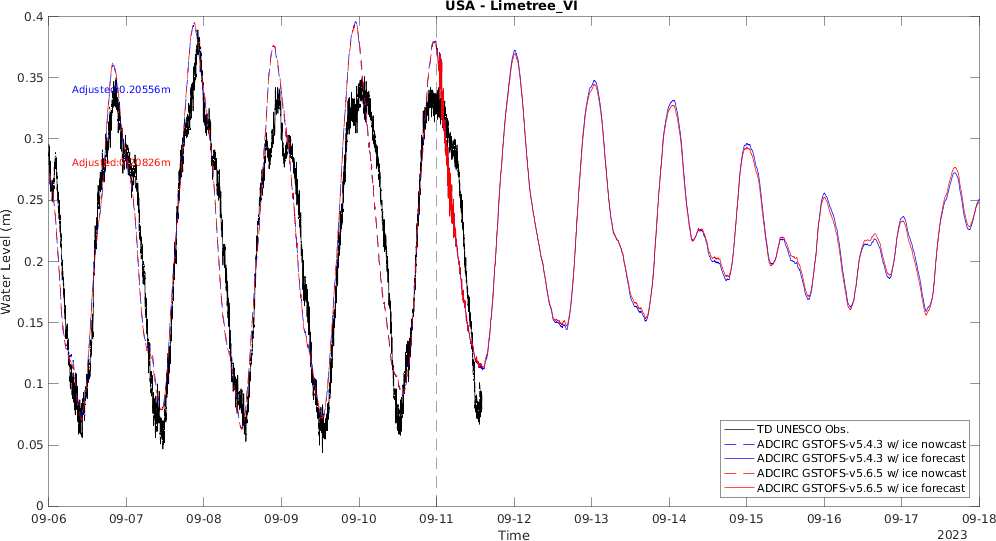 USA - Limetree_VI
0.4
0.35
0.3
0.25
0.2
0.15
0.1
0.05
0
Water Level (m)
Adjusted:0.20556m
Adjusted:0.20826m
TD UNESCO Obs.
ADCIRC GSTOFS-v5.4.3 w/ ice nowcast
ADCIRC GSTOFS-v5.4.3 w/ ice forecast
ADCIRC GSTOFS-v5.6.5 w/ ice nowcast
ADCIRC GSTOFS-v5.6.5 w/ ice forecast
09-06 09-07 09-08 09-09 09-10 09-11 09-12 09-13 09-14 09-15 09-16 09-17 09-18
Time
2023